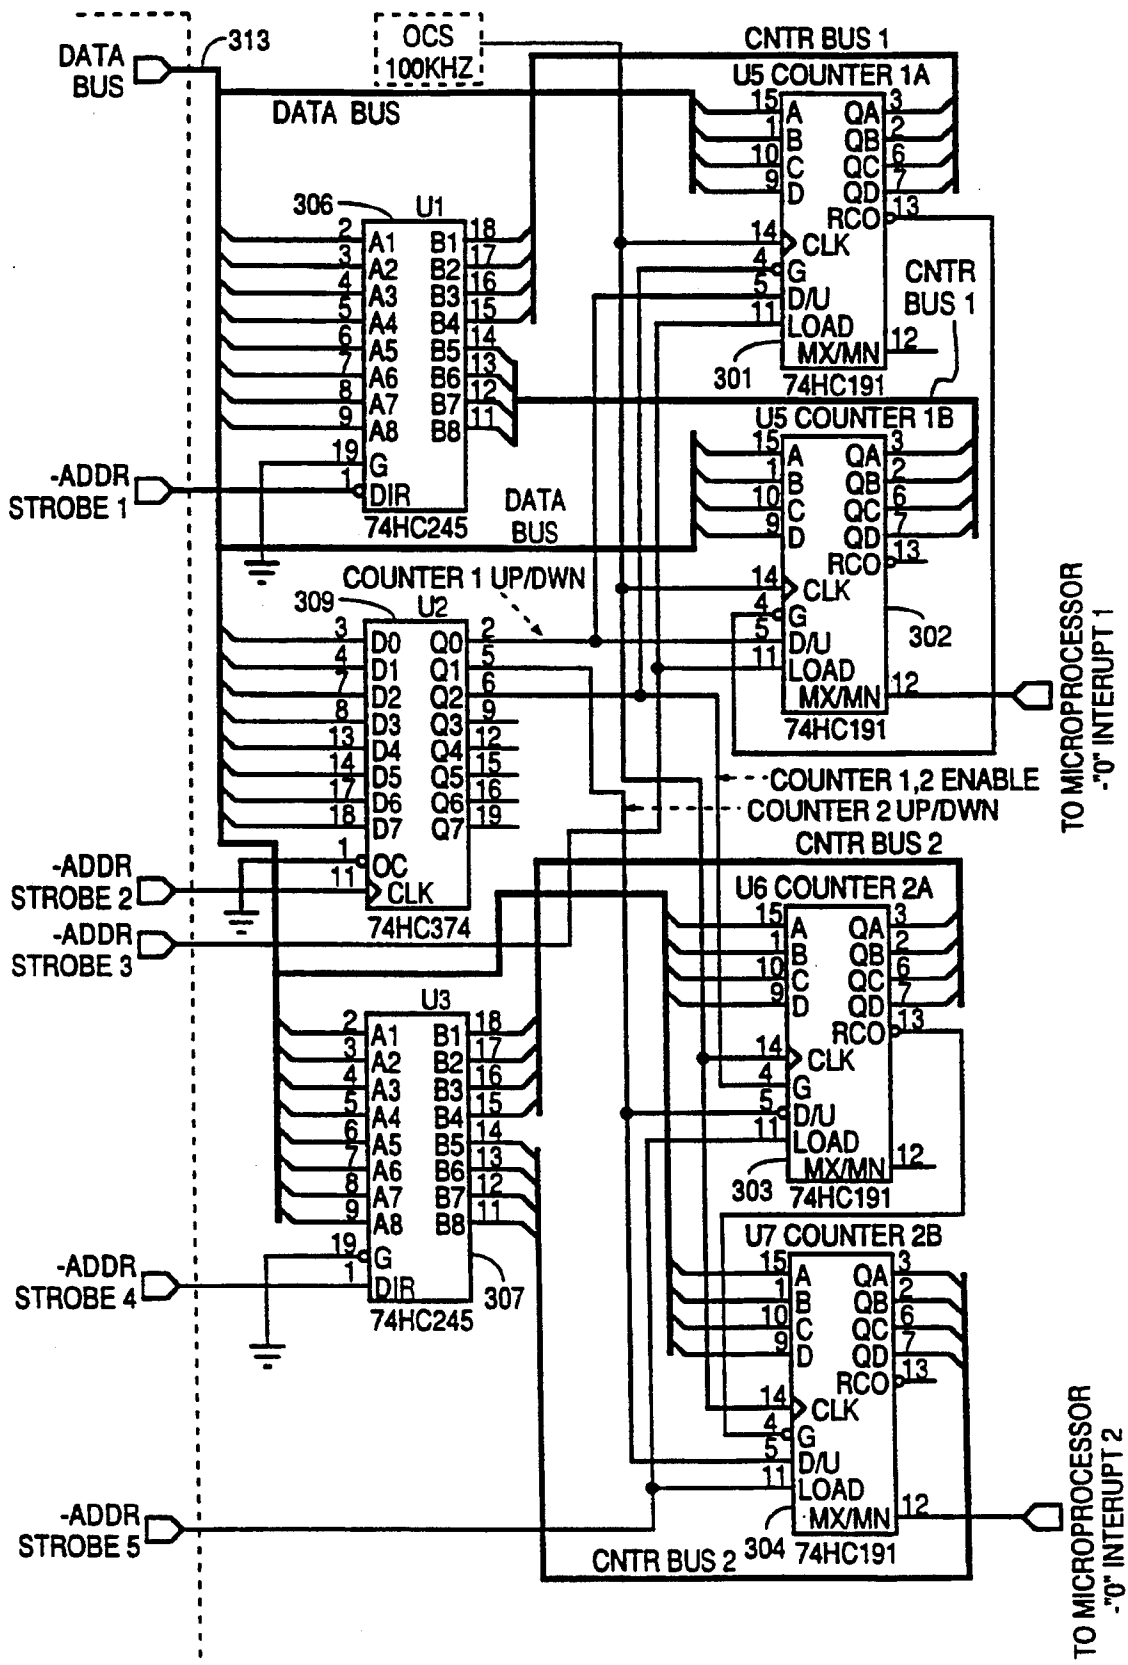 DATA
BUS
313
OCS
100KHZ
CNTR BUS 1
DATA BUS
U5 COUNTER 1A
15 A QA 3
1 B QB 2
10 C QC 6
9 D QD 7
RCO 13
14 CLK
4 G
5 D/U
11 LOAD
MX/MN 12
301
74HC191
CNTR
BUS 1
306
U1
2 A1 B1 18
3 A2 B2 17
4 A3 B3 16
5 A4 B4 15
6 A5 B5 14
7 A6 B6 13
8 A7 B7 12
9 A8 B8 11
19 G
1 DIR
74HC245
-ADDR
STROBE 1
DATA
BUS
U5 COUNTER 1B
15 A QA 3
1 B QB 2
10 C QC 6
9 D QD 7
RCO 13
14 CLK
4 G
5 D/U
11 LOAD
MX/MN 12
302
74HC191
TO MICROPROCESSOR
-"0" INTERUPT 1
COUNTER 1 UP/DWN
309
U2
3 D0 Q0 2
4 D1 Q1 5
7 D2 Q2 6
8 D3 Q3 9
13 D4 Q4 12
14 D5 Q5 15
17 D6 Q6 16
18 D7 Q7 19
1 OC
11 CLK
74HC374
-ADDR
STROBE 2
-ADDR
STROBE 3
COUNTER 1,2 ENABLE
COUNTER 2 UP/DWN
CNTR BUS 2
U6 COUNTER 2A
15 A QA 3
1 B QB 2
10 C QC 6
9 D QD 7
RCO 13
14 CLK
4 G
5 D/U
11 LOAD
MX/MN 12
303
74HC191
U3
2 A1 B1 18
3 A2 B2 17
4 A3 B3 16
5 A4 B4 15
6 A5 B5 14
7 A6 B6 13
8 A7 B7 12
9 A8 B8 11
19 G
1 DIR
307
74HC245
-ADDR
STROBE 4
U7 COUNTER 2B
15 A QA 3
1 B QB 2
10 C QC 6
9 D QD 7
RCO 13
14 CLK
4 G
5 D/U
11 LOAD
MX/MN 12
304
74HC191
-ADDR
STROBE 5
CNTR BUS 2
TO MICROPROCESSOR
-"0" INTERUPT 2